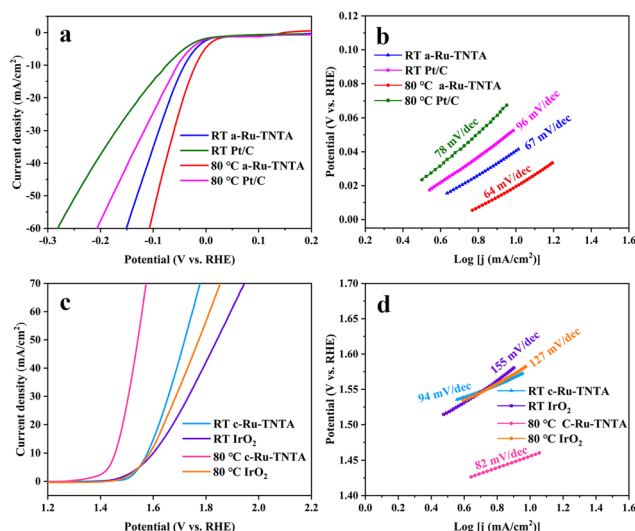 a
RT a-Ru-TNTA
RT Pt/C
80 °C a-Ru-TNTA
80 °C Pt/C
0
-10
-20
-30
-40
-50
-60
-0.3
-0.2
-0.1
0.0
0.1
0.2
Current density (mA/cm²)
Potential (V vs. RHE)
b
RT a-Ru-TNTA
RT Pt/C
80 °C a-Ru-TNTA
80 °C Pt/C
78 mV/dec
96 mV/dec
67 mV/dec
64 mV/dec
0.12
0.10
0.08
0.06
0.04
0.02
0.00
0.2
0.4
0.6
0.8
1.0
1.2
1.4
1.6
Potential (V vs. RHE)
Log [j (mA/cm²)]
c
RT c-Ru-TNTA
RT IrO₂
80 °C c-Ru-TNTA
80 °C IrO₂
70
60
50
40
30
20
10
0
1.2
1.4
1.6
1.8
2.0
Current density (mA/cm²)
Potential (V vs. RHE)
d
155 mV/dec
127 mV/dec
94 mV/dec
82 mV/dec
RT c-Ru-TNTA
RT IrO₂
80 °C C-Ru-TNTA
80 °C IrO₂
1.65
1.60
1.55
1.50
1.45
1.40
0.0
0.2
0.4
0.6
0.8
1.0
1.2
1.4
1.6
Potential (V vs. RHE)
Log [j (mA/cm²)]